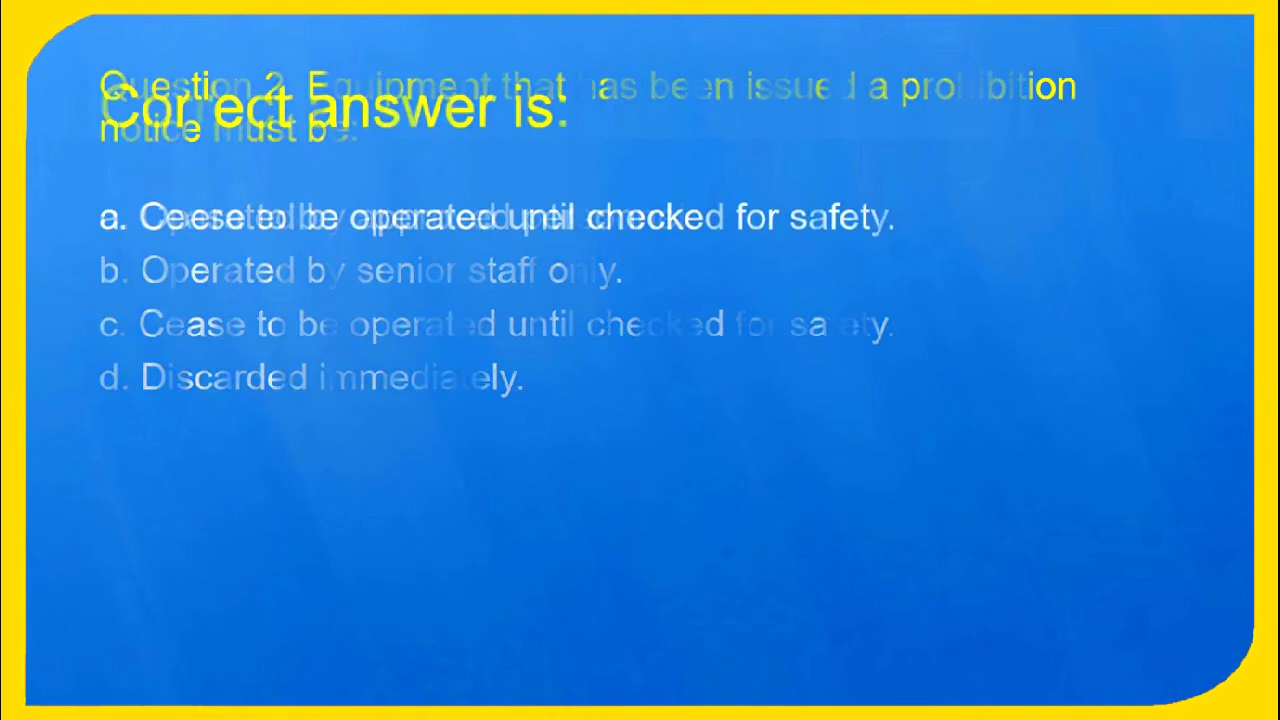 Question 2. Equipment that has been issued a prohibition
Correct answer is:
notice must be:
a. Cease to be operated until checked for safety.
b. Operated by senior staff only.
c. Cease to be operated until checked for safety.
d. Discarded immediately.